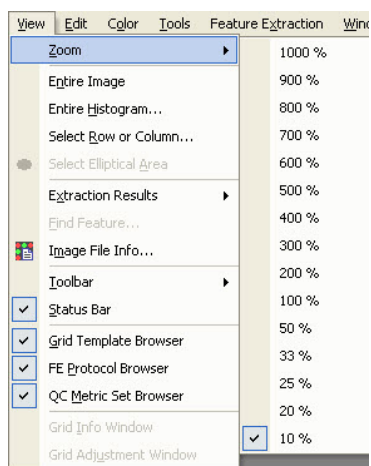 View Edit Color Tools Feature Extraction
Zoom
Entire Image
Entire Histogram...
Select Row or Column...
Select Elliptical Area
Extraction Results
Find Feature...
Image File Info...
Toolbar
Status Bar
Grid Template Browser
FE Protocol Browser
QC Metric Set Browser
Grid Info Window
Grid Adjustment Window
1000 %
900 %
800 %
700 %
600 %
500 %
400 %
300 %
200 %
100 %
50 %
33 %
25 %
20 %
10 %